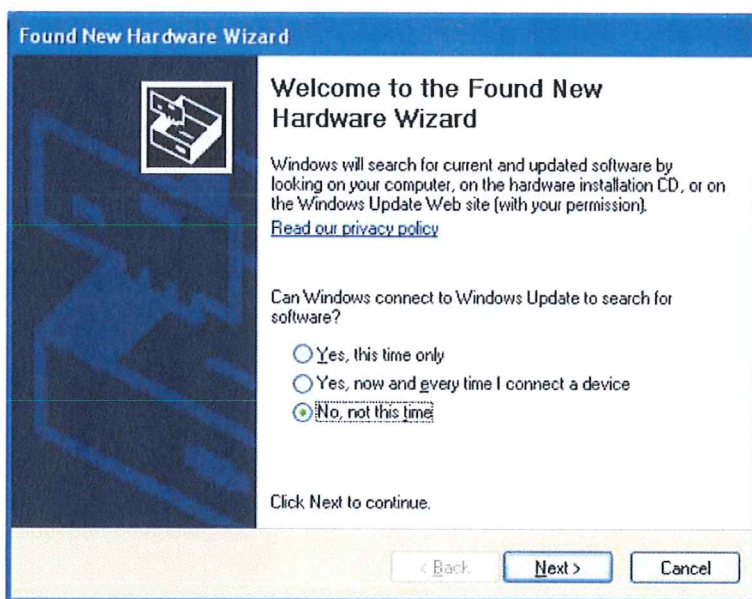 Found New Hardware Wizard
Welcome to the Found New
Hardware Wizard
Windows will search for current and updated software by
looking on your computer, on the hardware installation CD, or on
the Windows Update Web site (with your permission).
Read our privacy policy
Can Windows connect to Windows Update to search for
software?
Yes, this time only
Yes, now and every time I connect a device
No, not this time
Click Next to continue.
< Back
Next >
Cancel